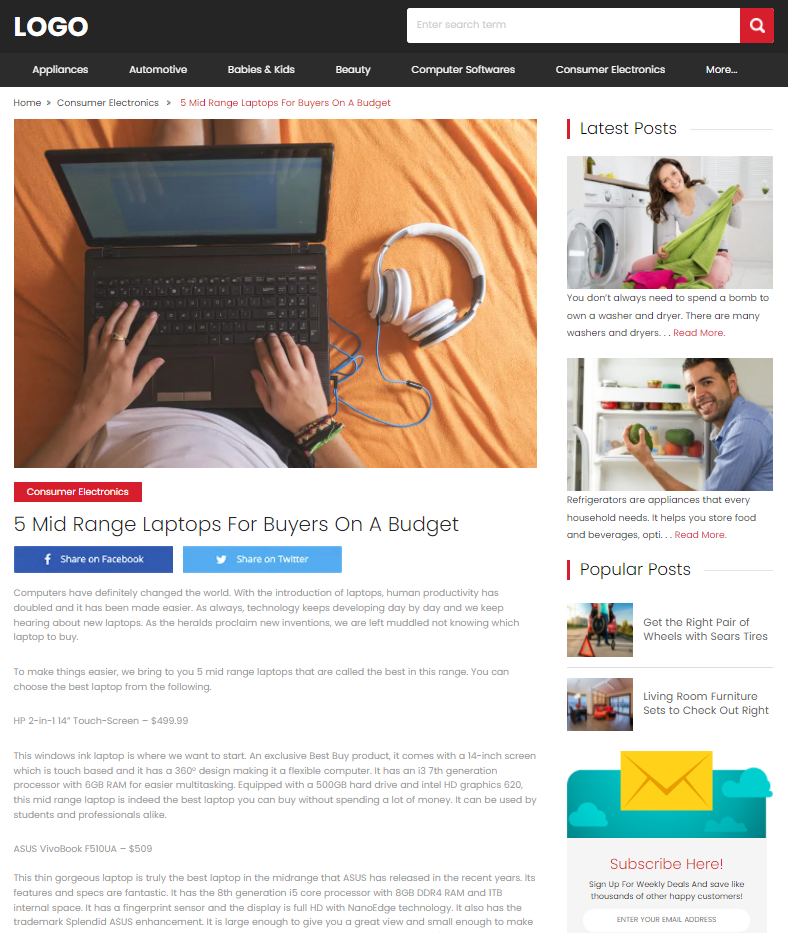 LOGO
Enter search term
Appliances Automotive Babies & Kids Beauty Computer Softwares Consumer Electronics More...
Home » Consumer Electronics » 5 Mid Range Laptops For Buyers On A Budget
Consumer Electronics
5 Mid Range Laptops For Buyers On A Budget
Share on Facebook Share on Twitter
Computers have definitely changed the world. With the introduction of laptops, human productivity has
doubled and it has been made easier. As always, technology keeps developing day by day and we keep
hearing about new laptops. As the heralds proclaim new inventions, we are left muddled not knowing which
laptop to buy.
To make things easier, we bring to you 5 mid range laptops that are called the best in this range. You can
choose the best laptop from the following.
HP 2-in-1 14" Touch-Screen – $499.99
This windows ink laptop is where we want to start. An exclusive Best Buy product, it comes with a 14-inch screen
which is touch based and it has a 360° design making it a flexible computer. It has an i3 7th generation
processor with 6GB RAM for easier multitasking. Equipped with a 500GB hard drive and intel HD graphics 620,
this mid range laptop is indeed the best laptop you can buy without spending a lot of money. It can be used by
students and professionals alike.
ASUS VivoBook F510UA – $509
This thin gorgeous laptop is truly the best laptop in the midrange that ASUS has released in the recent years. Its
features and specs are fantastic. It has the 8th generation i5 core processor with 8GB DDR4 RAM and 1TB
internal space. It has a fingerprint sensor and the display is full HD with NanoEdge technology. It also has the
trademark Splendid ASUS enhancement. It is large enough to give you a great view and small enough to make
Latest Posts
You don't always need to spend a bomb to
own a washer and dryer. There are many
washers and dryers. . . Read More.
Refrigerators are appliances that every
household needs. It helps you store food
and beverages, opti. . . Read More.
Popular Posts
Get the Right Pair of
Wheels with Sears Tires
Living Room Furniture
Sets to Check Out Right
Subscribe Here!
Sign Up For Weekly Deals And save like
thousands of other happy customers!
ENTER YOUR EMAIL ADDRESS